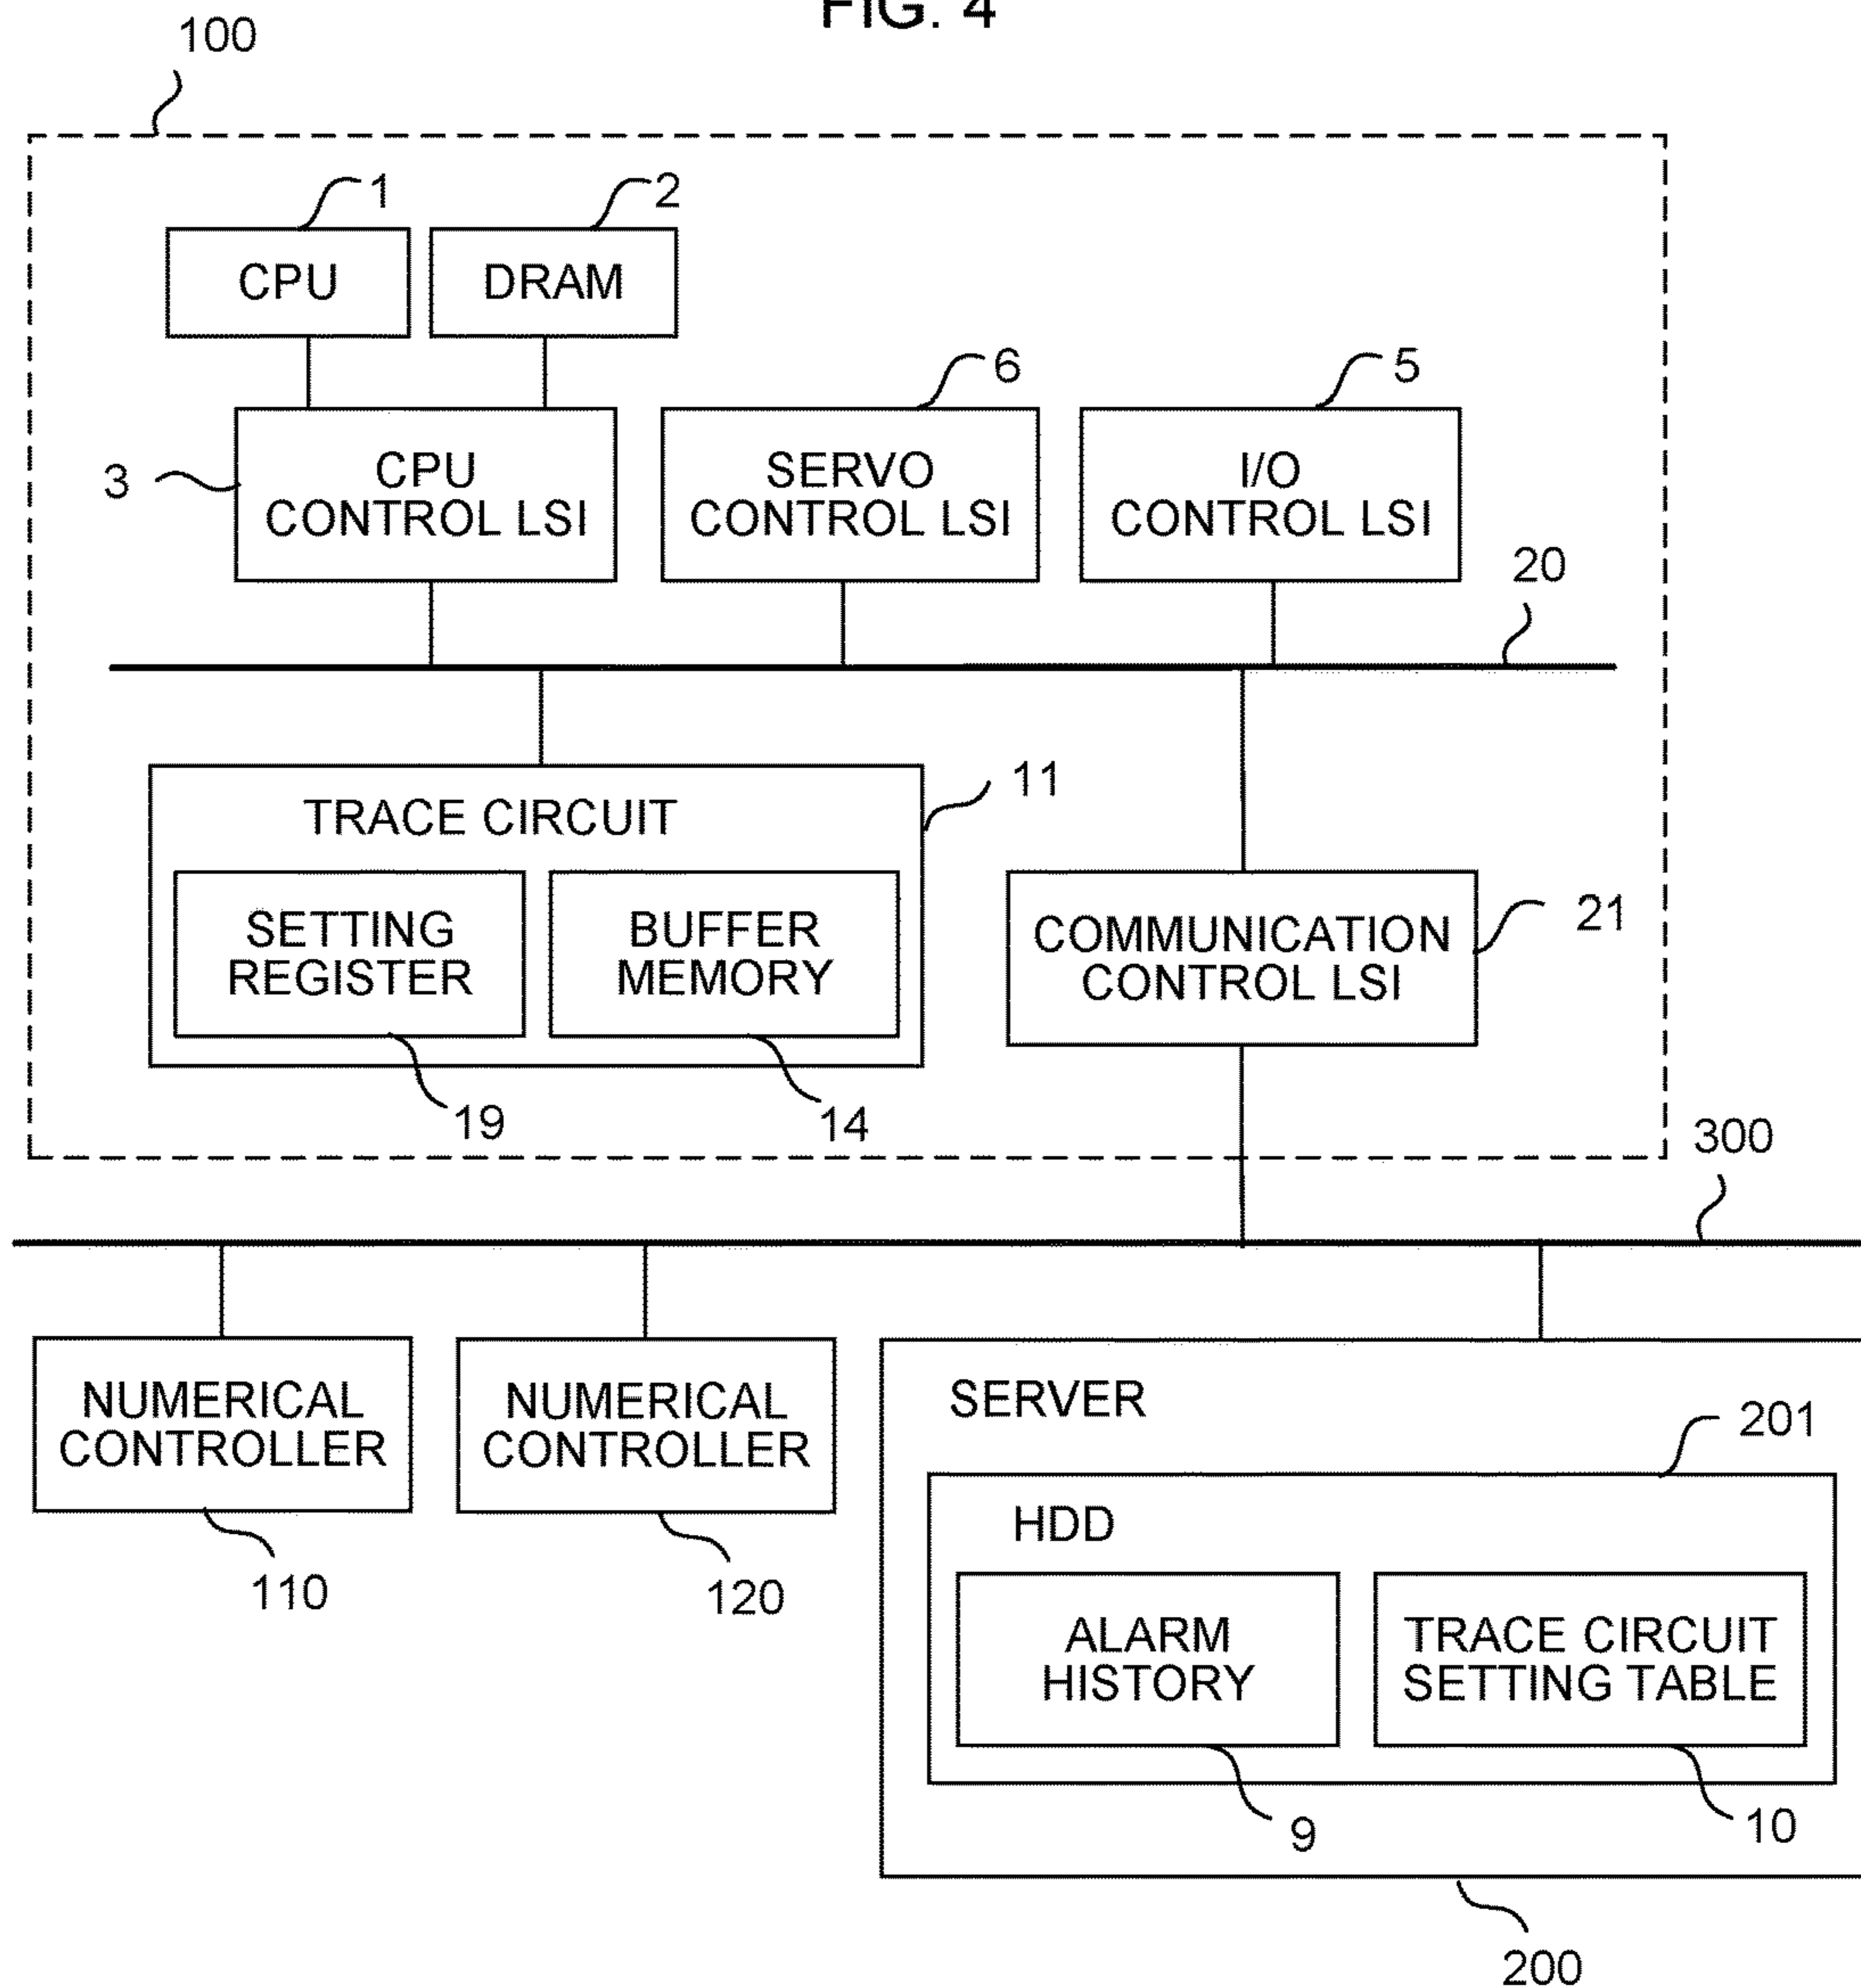 FIG. 4
100
1
2
CPU
DRAM
6
5
3
CPU
CONTROL LSI
SERVO
CONTROL LSI
I/O
CONTROL LSI
20
11
TRACE CIRCUIT
SETTING
REGISTER
BUFFER
MEMORY
21
COMMUNICATION
CONTROL LSI
19
14
300
NUMERICAL
CONTROLLER
NUMERICAL
CONTROLLER
SERVER
201
HDD
110
120
ALARM
HISTORY
TRACE CIRCUIT
SETTING TABLE
9
10
200